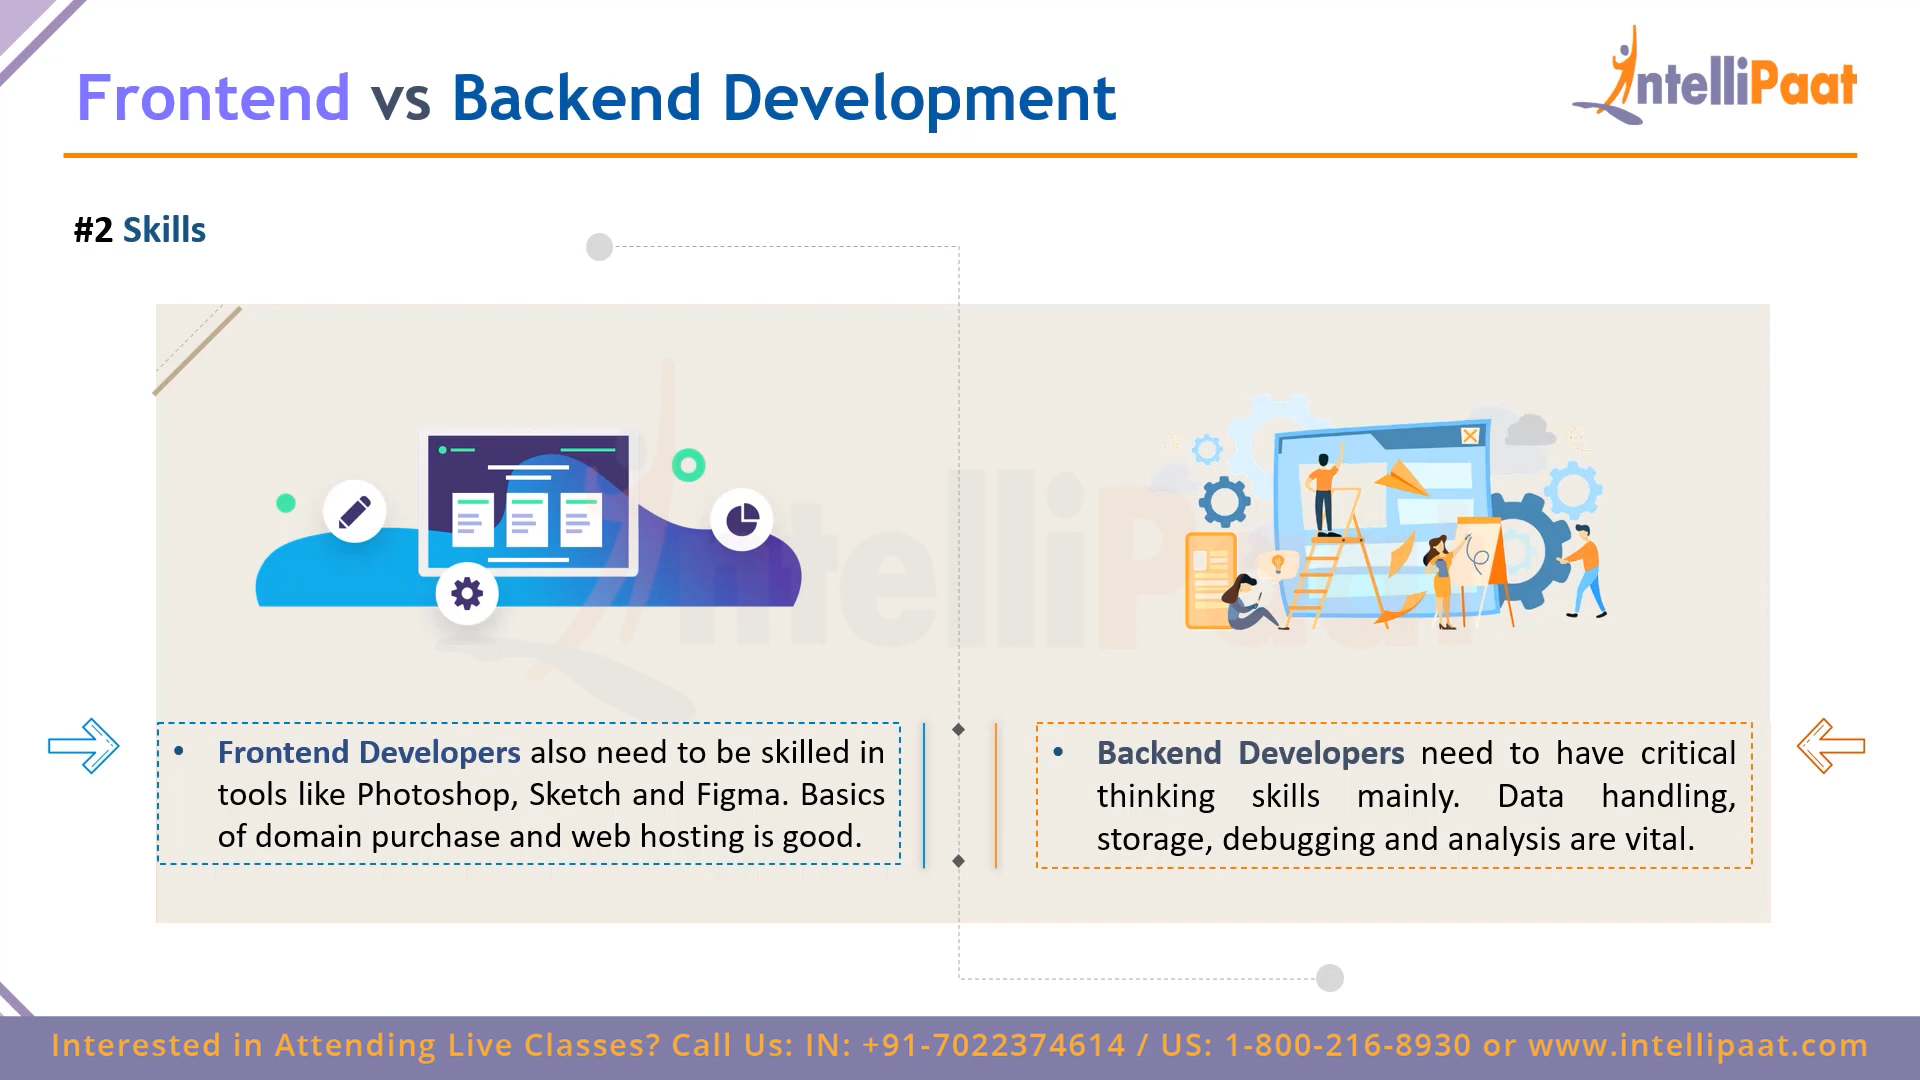 Frontend vs Backend Development
IntelliPaat
#2 Skills
IntelliPaat
• Frontend Developers also need to be skilled in
tools like Photoshop, Sketch and Figma. Basics
of domain purchase and web hosting is good.
• Backend Developers need to have critical
thinking skills mainly. Data handling,
storage, debugging and analysis are vital.
Interested in Attending Live Classes? Call Us: IN: +91-7022374614 / US: 1-800-216-8930 or www.intellipaat.com